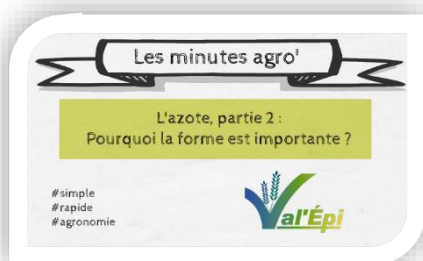 Les minutes agro'
L'azote, partie 2 :
Pourquoi la forme est importante ?
#simple
#rapide
#agronomie
Val'Épi